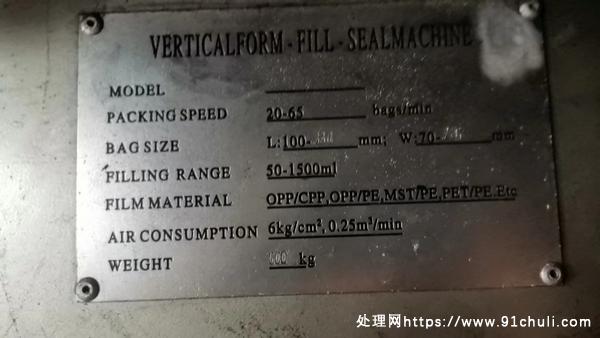 VERTICALFORM-FILL-SEALMACHINE
MODEL
PACKING SPEED 20-65 bags/min
BAG SIZE L:100- mm; W:70- mm
FILLING RANGE 50-1500ml
FILM MATERIAL OPP/CPP,OPP/PE,MST/PE,PET/PE.Etc
AIR CONSUMPTION 6kg/cm²,0.25m³/min
WEIGHT kg
处理网https://www.91chuli.com